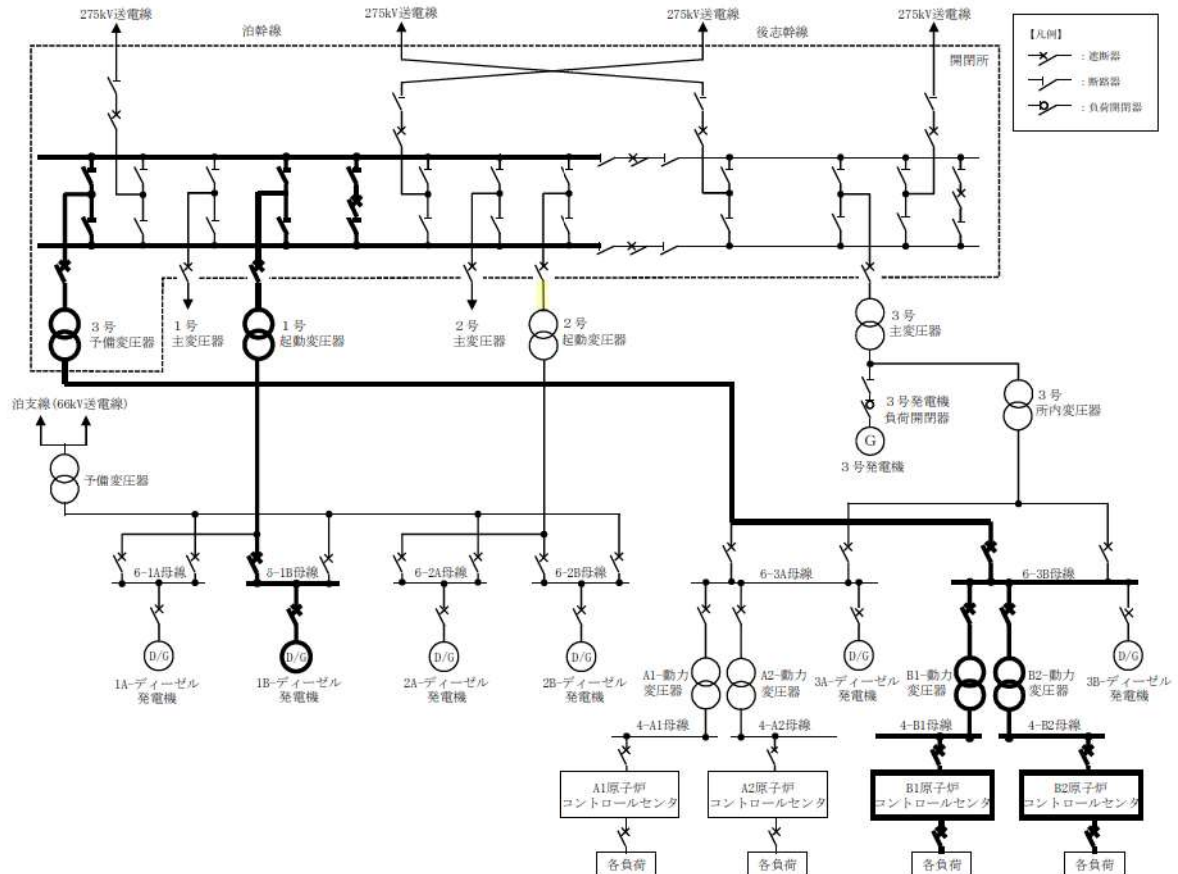 275kV送電線
275kV送電線
275kV送電線
275kV送電線
泊幹線
後志幹線
開閉所
【凡例】
：遮断器
：断路器
：負荷開閉器
3号
予備変圧器
1号
主変圧器
1号
起動変圧器
2号
主変圧器
2号
起動変圧器
3号
主変圧器
泊支線(66kV送電線)
予備変圧器
3号発電機
負荷開閉器
G
3号発電機
3号
所内変圧器
6-1A母線
6-1B母線
6-2A母線
6-2B母線
6-3A母線
6-3B母線
D/G
D/G
D/G
D/G
D/G
D/G
1A-ディーゼル
発電機
1B-ディーゼル
発電機
2A-ディーゼル
発電機
2B-ディーゼル
発電機
A1-動力
変圧器
A2-動力
変圧器
3A-ディーゼル
発電機
B1-動力
変圧器
B2-動力
変圧器
3B-ディーゼル
発電機
4-A1母線
4-A2母線
4-B1母線
4-B2母線
A1原子炉
コントロールセンタ
A2原子炉
コントロールセンタ
B1原子炉
コントロールセンタ
B2原子炉
コントロールセンタ
各負荷
各負荷
各負荷
各負荷